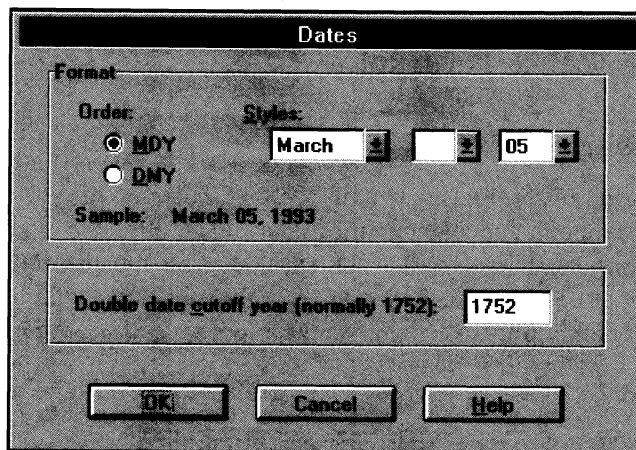 Dates
Format
Order: Styles:
MDY March 05
DMY
Sample: March 05, 1993
Double date cutoff year (normally 1752): 1752
OK Cancel Help